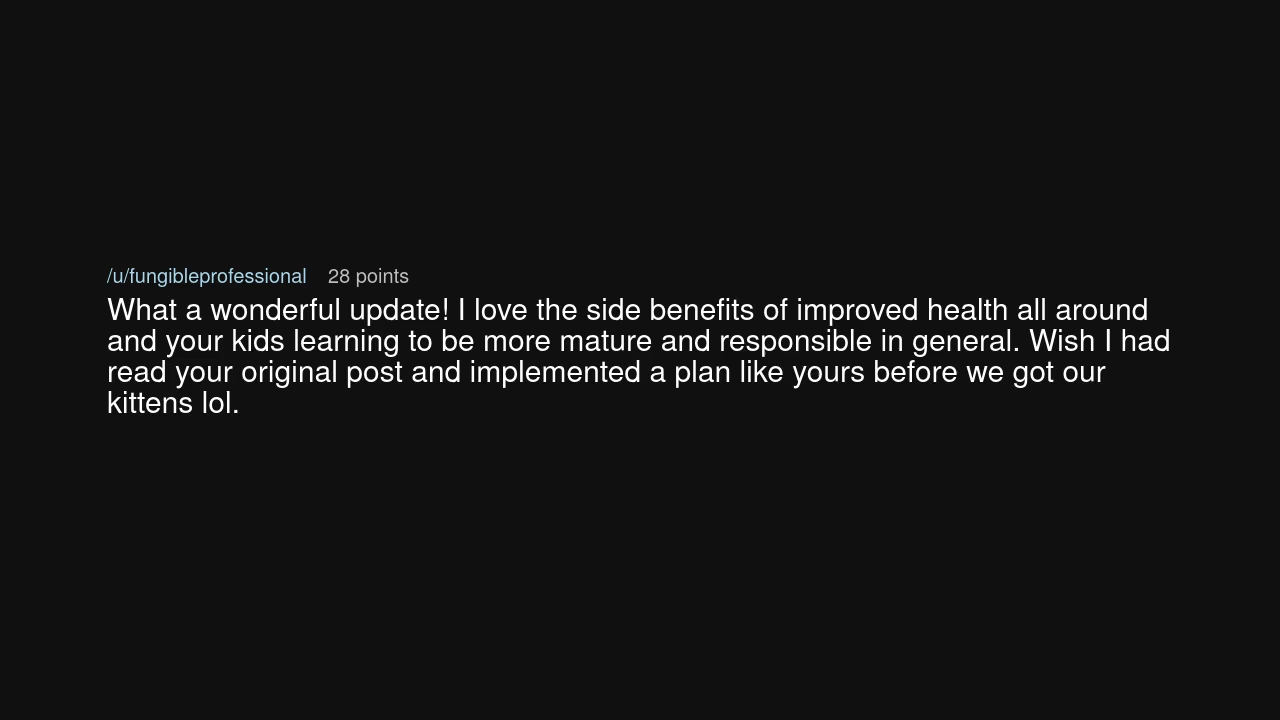 /u/fungibleprofessional 28 points
What a wonderful update! I love the side benefits of improved health all around
and your kids learning to be more mature and responsible in general. Wish I had
read your original post and implemented a plan like yours before we got our
kittens lol.